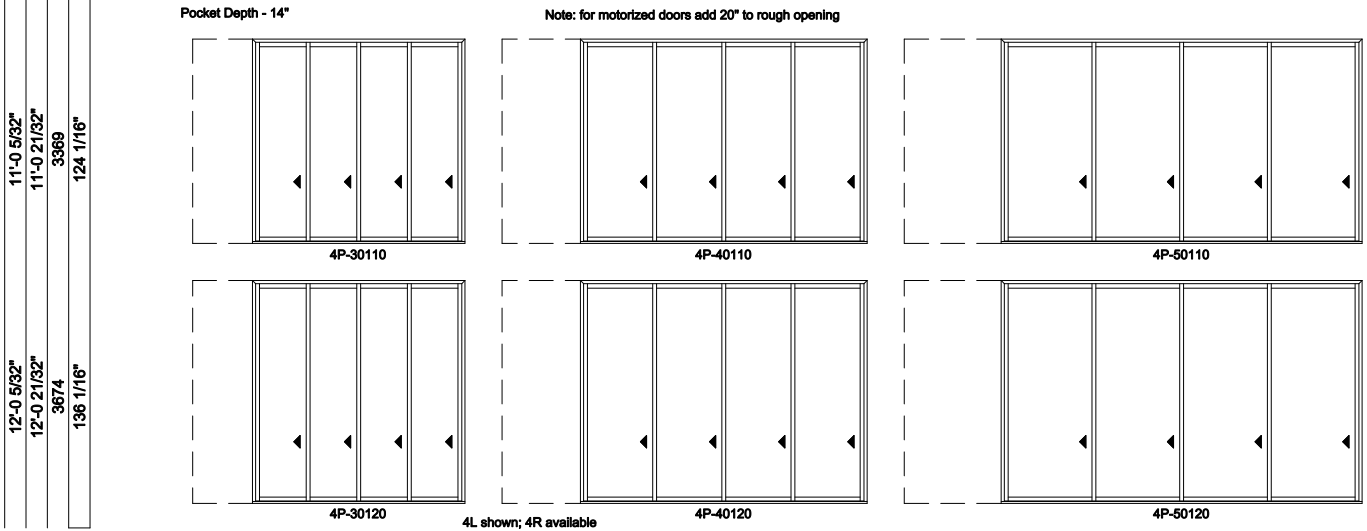 Pocket Depth - 14"
Note: for motorized doors add 20" to rough opening
11'-0 5/32"
11'-0 21/32"
3369
124 1/16"
4P-30110
4P-40110
4P-50110
12'-0 5/32"
12'-0 21/32"
3674
136 1/16"
4P-30120
4P-40120
4P-50120
4L shown; 4R available